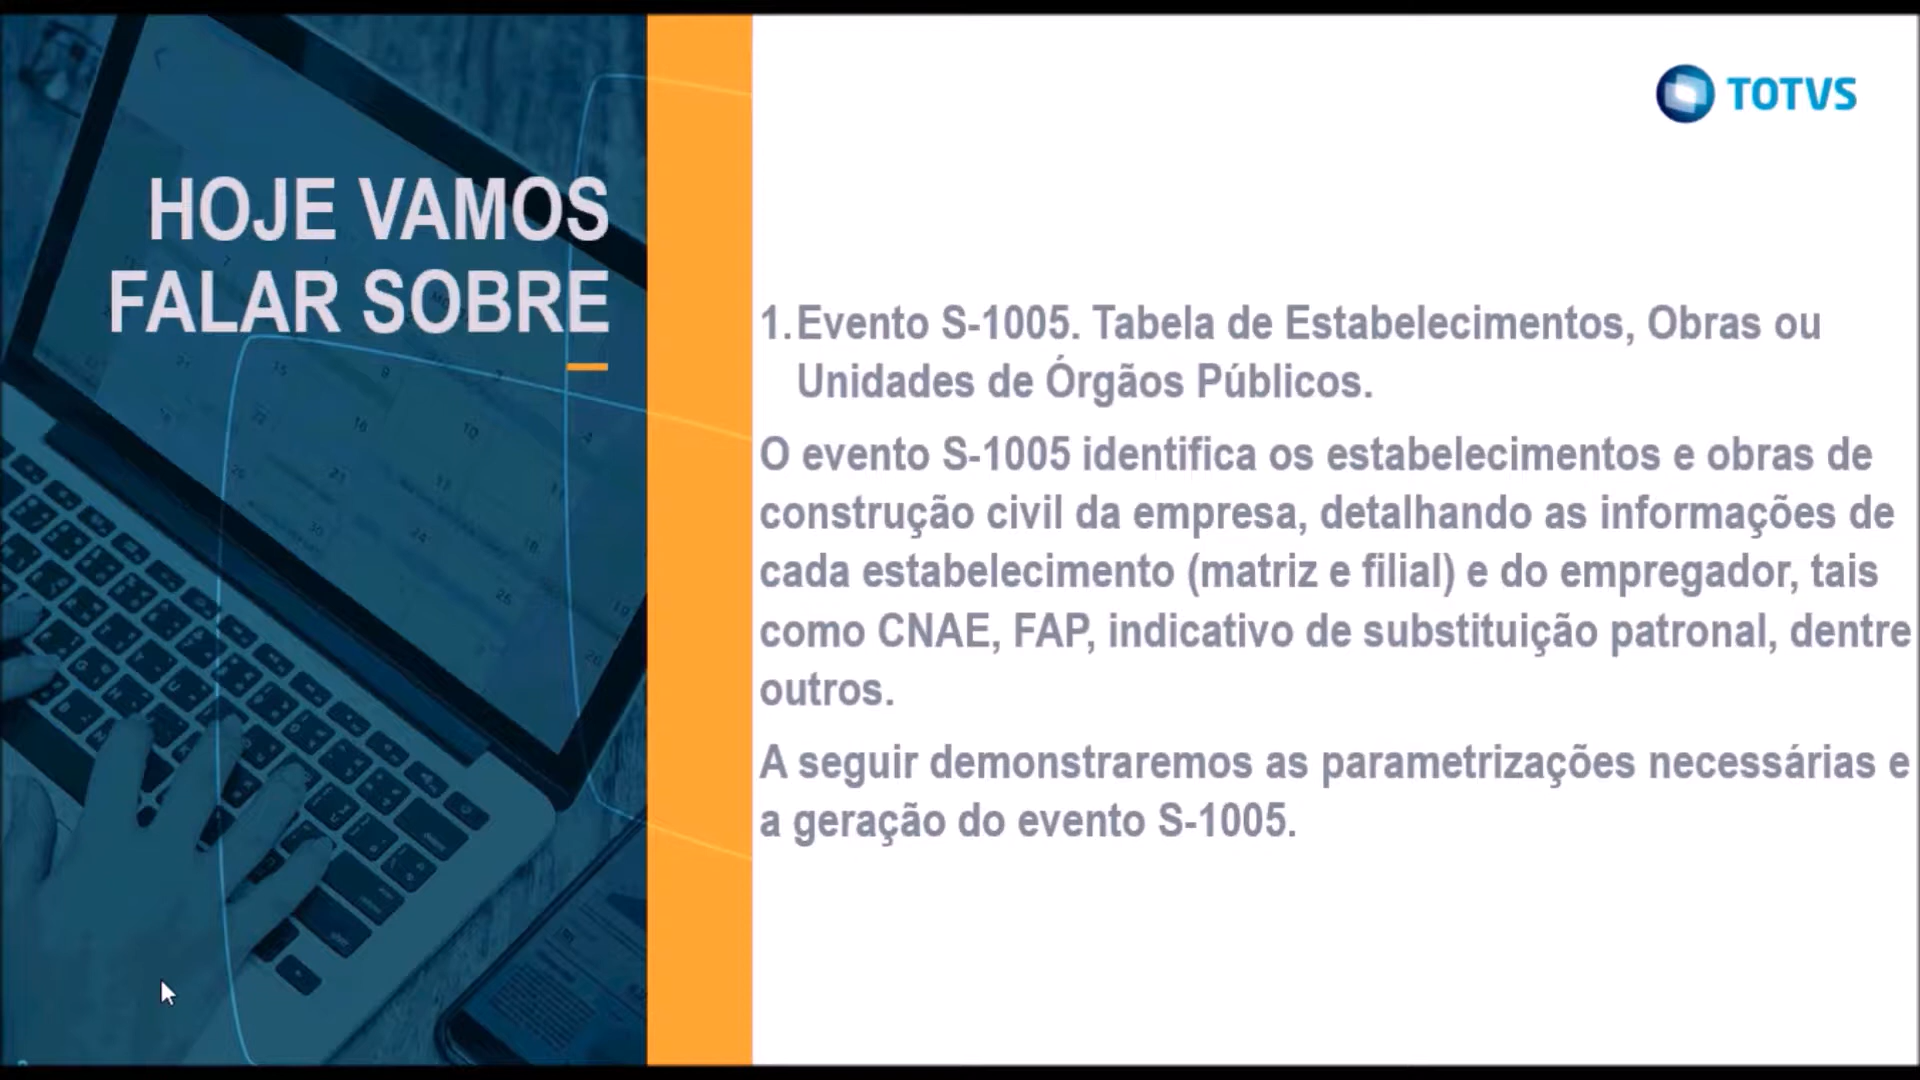 HOJE VAMOS
FALAR SOBRE
TOTVS
1. Evento S-1005. Tabela de Estabelecimentos, Obras ou
Unidades de Órgãos Públicos.
O evento S-1005 identifica os estabelecimentos e obras de
construção civil da empresa, detalhando as informações de
cada estabelecimento (matriz e filial) e do empregador, tais
como CNAE, FAP, indicativo de substituição patronal, dentre
outros.
A seguir demonstraremos as parametrizações necessárias e
a geração do evento S-1005.